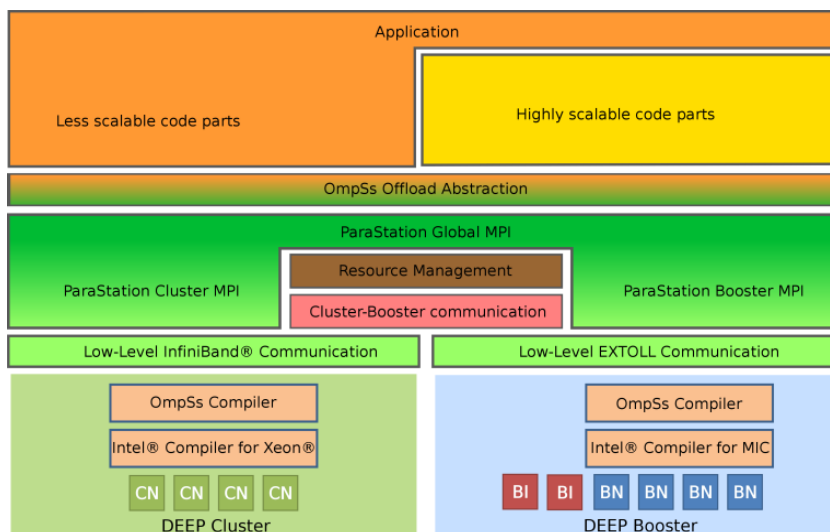 Application
Less scalable code parts
Highly scalable code parts
OmpSs Offload Abstraction
ParaStation Global MPI
Resource Management
ParaStation Cluster MPI
ParaStation Booster MPI
Cluster-Booster communication
Low-Level InfiniBand® Communication
Low-Level EXTOLL Communication
OmpSs Compiler
OmpSs Compiler
Intel® Compiler for Xeon®
Intel® Compiler for MIC
CN CN CN CN
BI BI BN BN BN BN
DEEP Cluster
DEEP Booster